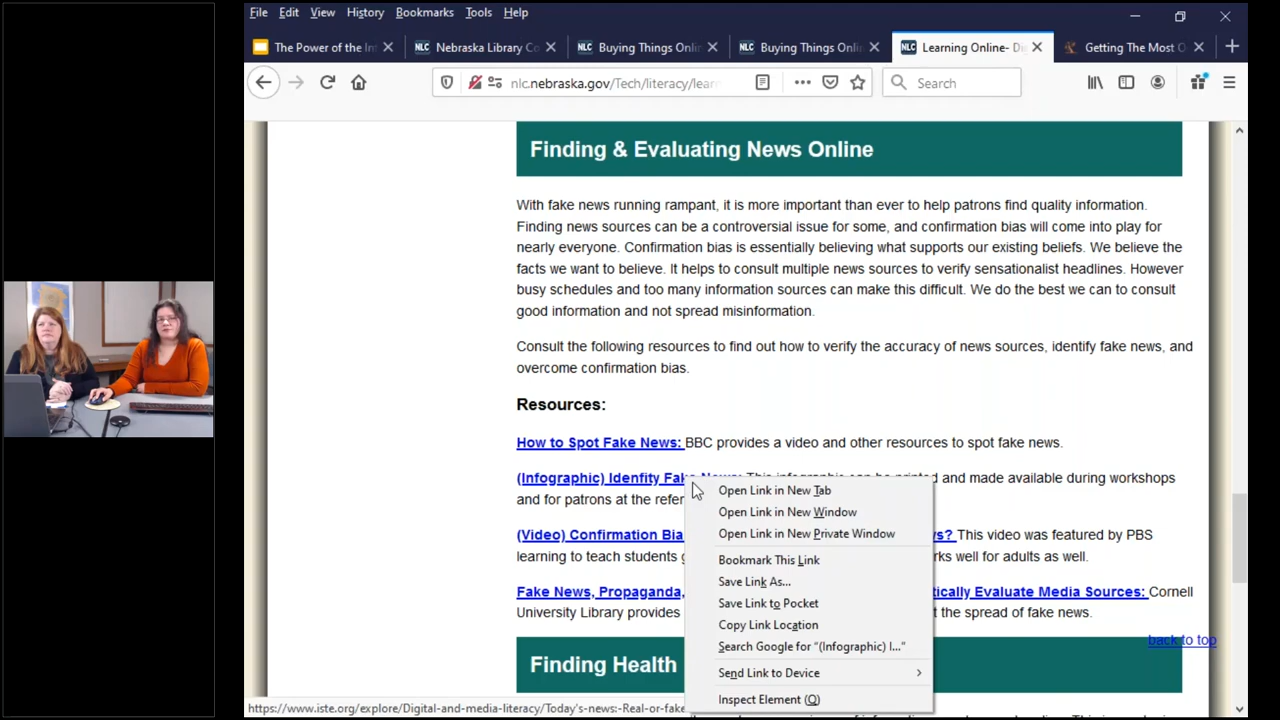 File Edit View History Bookmarks Tools Help
The Power of the In
NLC Nebraska Library Co
NLC Buying Things Onlin
NLC Buying Things Onlin
NLC Learning Online- Di
Getting The Most O
nlc.nebraska.gov/Tech/literacy/lear
Search
Finding & Evaluating News Online
With fake news running rampant, it is more important than ever to help patrons find quality information.
Finding news sources can be a controversial issue for some, and confirmation bias will come into play for
nearly everyone. Confirmation bias is essentially believing what supports our existing beliefs. We believe the
facts we want to believe. It helps to consult multiple news sources to verify sensationalist headlines. However
busy schedules and too many information sources can make this difficult. We do the best we can to consult
good information and not spread misinformation.
Consult the following resources to find out how to verify the accuracy of news sources, identify fake news, and
overcome confirmation bias.
Resources:
How to Spot Fake News: BBC provides a video and other resources to spot fake news.
(Infographic) Idenfity Fake News: This infographic can be printed and made available during workshops
and for patrons at the refer
(Video) Confirmation Bia s? This video was featured by PBS
learning to teach students g rks well for adults as well.
Fake News, Propaganda, tically Evaluate Media Sources: Cornell
University Library provides t the spread of fake news.
Open Link in New Tab
Open Link in New Window
Open Link in New Private Window
Bookmark This Link
Save Link As...
Save Link to Pocket
Copy Link Location
Search Google for "(Infographic) I..."
Send Link to Device
Inspect Element (Q)
back to top
Finding Health
https://www.iste.org/explore/Digital-and-media-literacy/Today's-news:-Real-or-fake